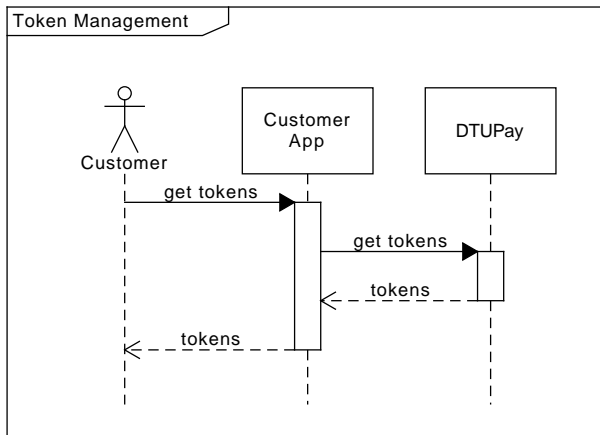 Token Management
Customer
App
DTUPay
Customer
get tokens
get tokens
tokens
tokens